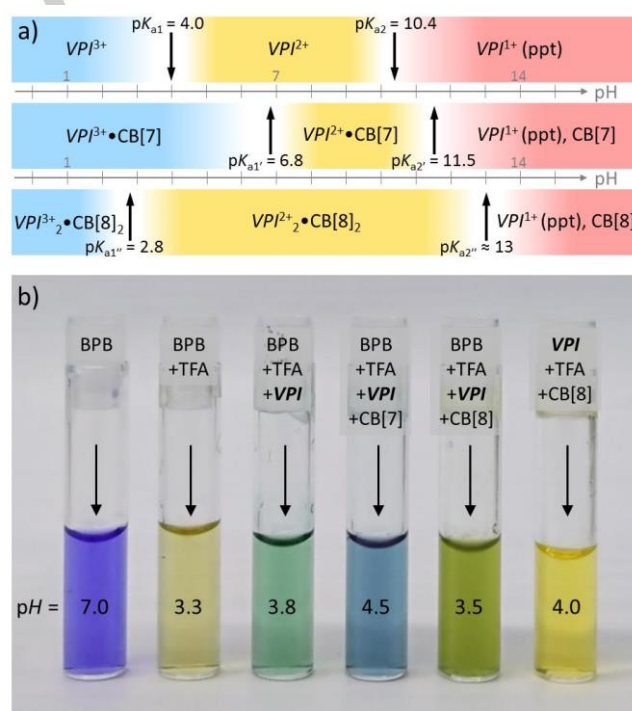 a)
pKa1 = 4.0 pKa2 = 10.4
VPI3+ VPI2+ VPI1+ (ppt)
1 7 14
pH
VPI3+•CB[7] VPI2+•CB[7] VPI1+ (ppt), CB[7]
1 14
pKa1' = 6.8 pKa2' = 11.5
pH
VPI3+2•CB[8]2 VPI2+2•CB[8]2 VPI1+ (ppt), CB[8]
pKa1'' = 2.8 pKa2'' ≈ 13
b)
BPB
BPB
+TFA
BPB
+TFA
+VPI
BPB
+TFA
+VPI
+CB[7]
BPB
+TFA
+VPI
+CB[8]
VPI
+TFA
+CB[8]
pH = 7.0 3.3 3.8 4.5 3.5 4.0